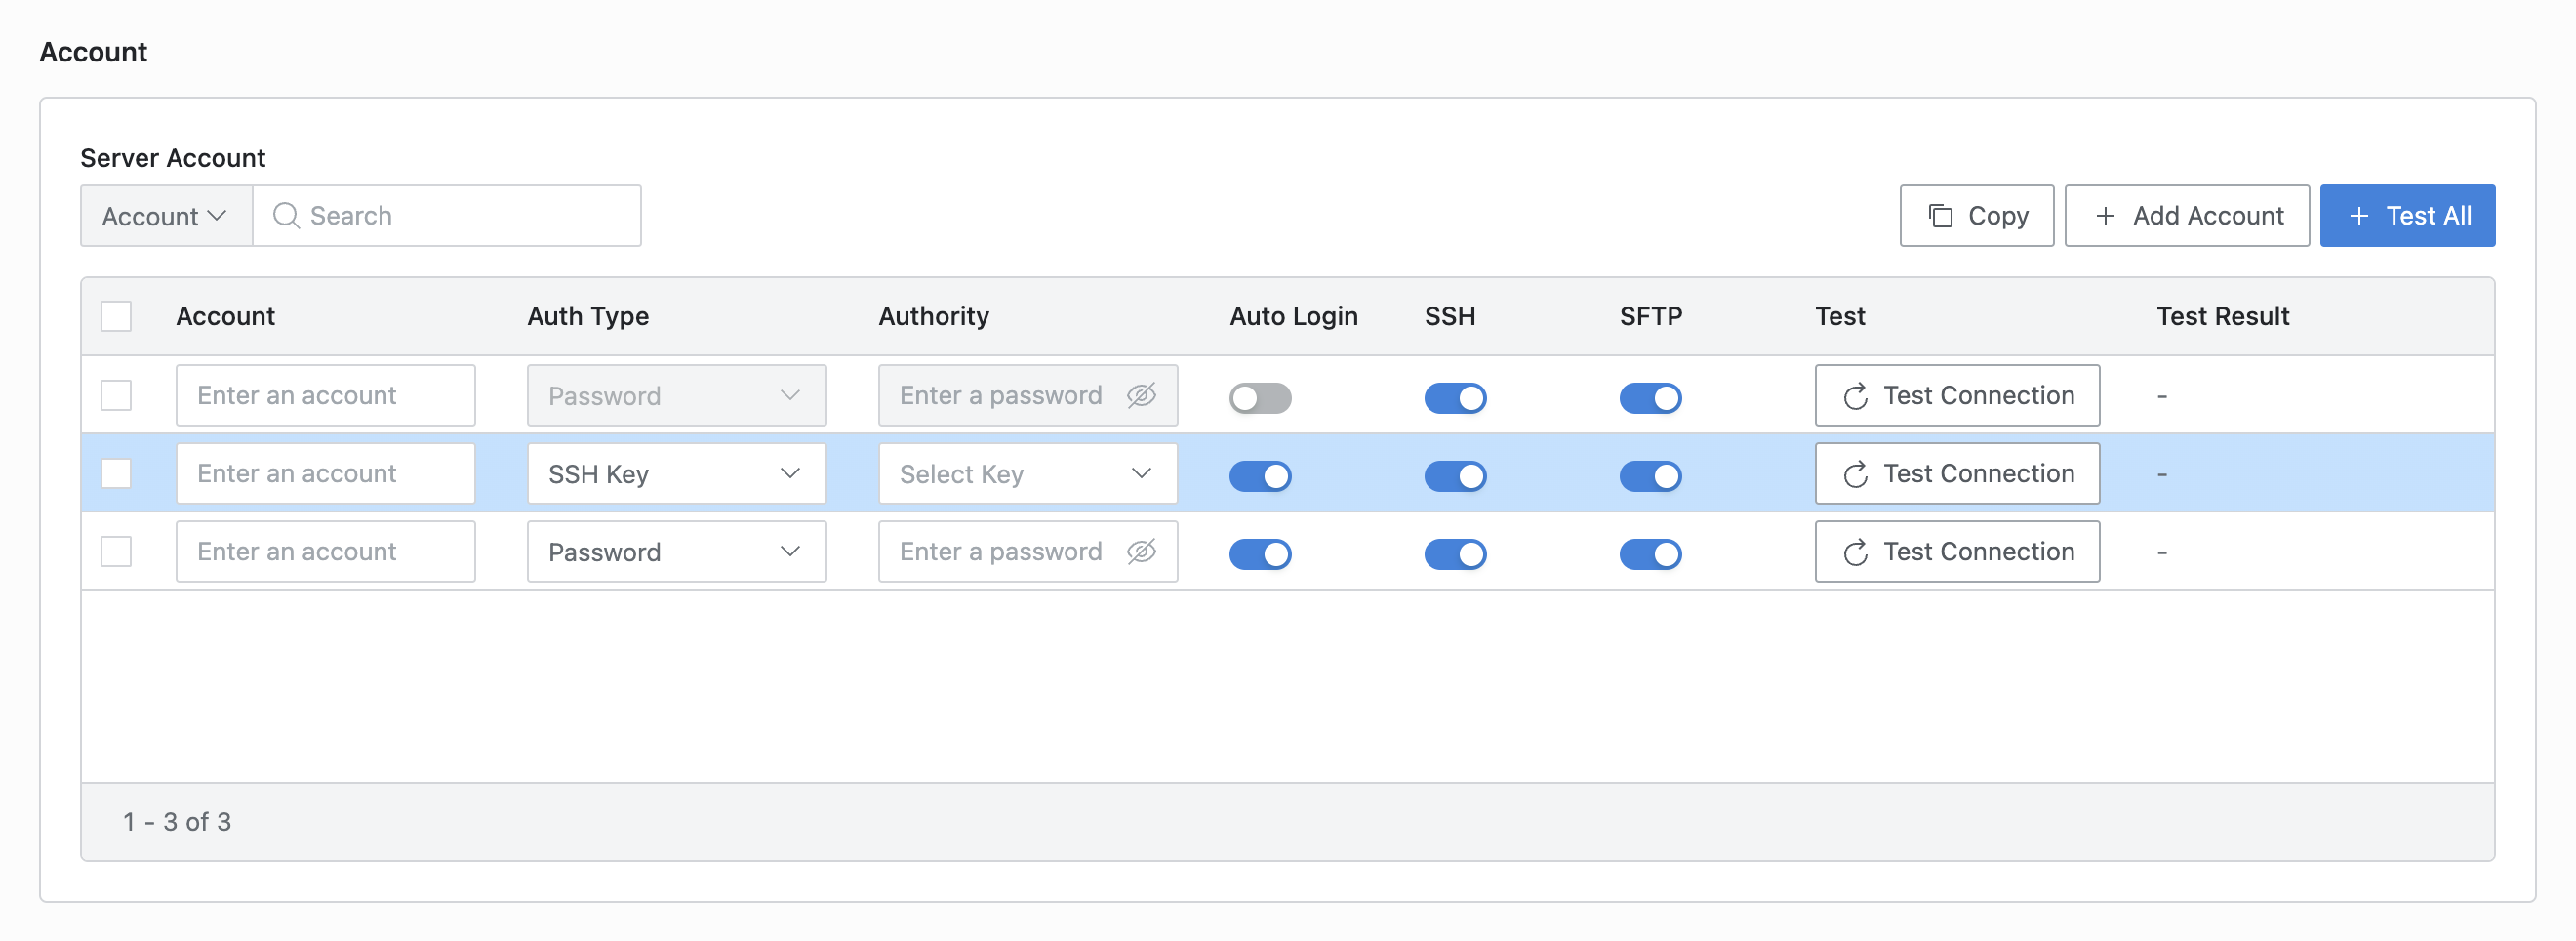 Account
Server Account
Account Search Copy Add Account Test All
Account Auth Type Authority Auto Login SSH SFTP Test Test Result
Enter an account Password Enter a password Test Connection -
Enter an account SSH Key Select Key Test Connection -
Enter an account Password Enter a password Test Connection -
1 - 3 of 3